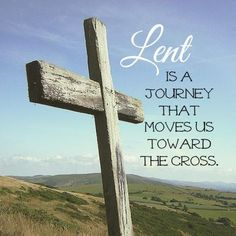 Lent
IS A
JOURNEY
THAT
MOVES US
TOWARD
THE CROSS.